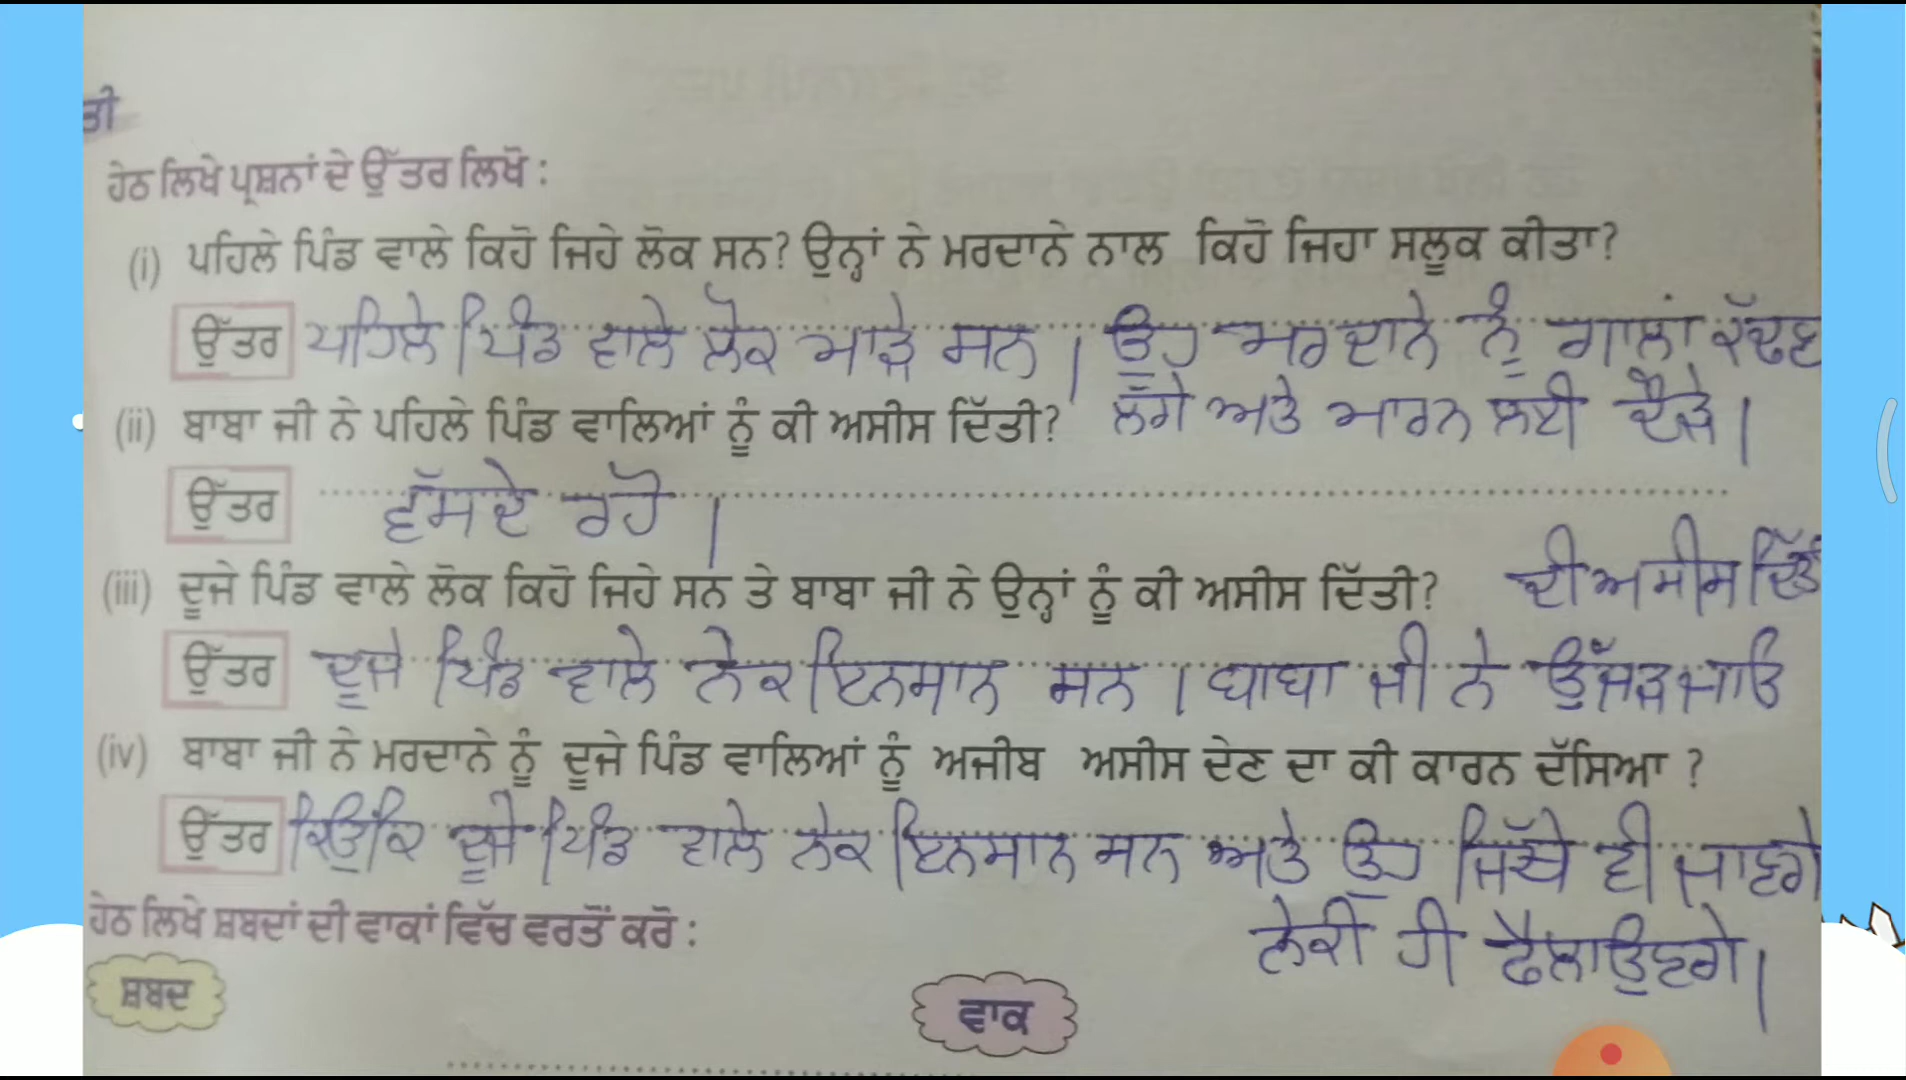 ਤੀ
ਹੇਠ ਲਿਖੇ ਪ੍ਰਸ਼ਨਾਂ ਦੇ ਉੱਤਰ ਲਿਖੋ :
(i) ਪਹਿਲੇ ਪਿੰਡ ਵਾਲੇ ਕਿਹੋ ਜਿਹੇ ਲੋਕ ਸਨ? ਉਨ੍ਹਾਂ ਨੇ ਮਰਦਾਨੇ ਨਾਲ ਕਿਹੋ ਜਿਹਾ ਸਲੂਕ ਕੀਤਾ?
ਉੱਤਰ ਪਹਿਲੇ ਪਿੰਡ ਵਾਲੇ ਲੋਕ ਮਾੜੇ ਸਨ। ਉਹ ਮਰਦਾਨੇ ਨੂੰ ਗਾਲਾਂ ਕੱਢਣ
ਲੱਗੇ ਅਤੇ ਮਾਰਨ ਲਈ ਦੌੜੇ।
(ii) ਬਾਬਾ ਜੀ ਨੇ ਪਹਿਲੇ ਪਿੰਡ ਵਾਲਿਆਂ ਨੂੰ ਕੀ ਅਸੀਸ ਦਿੱਤੀ?
ਉੱਤਰ ਵੱਸਦੇ ਰਹੋ।
(iii) ਦੂਜੇ ਪਿੰਡ ਵਾਲੇ ਲੋਕ ਕਿਹੋ ਜਿਹੇ ਸਨ ਤੇ ਬਾਬਾ ਜੀ ਨੇ ਉਨ੍ਹਾਂ ਨੂੰ ਕੀ ਅਸੀਸ ਦਿੱਤੀ?
ਉੱਤਰ ਦੂਜੇ ਪਿੰਡ ਵਾਲੇ ਨੇਕ ਇਨਸਾਨ ਸਨ। ਬਾਬਾ ਜੀ ਨੇ ਉੱਜੜ ਜਾਓ
ਦੀ ਅਸੀਸ ਦਿੱਤੀ
(iv) ਬਾਬਾ ਜੀ ਨੇ ਮਰਦਾਨੇ ਨੂੰ ਦੂਜੇ ਪਿੰਡ ਵਾਲਿਆਂ ਨੂੰ ਅਜੀਬ ਅਸੀਸ ਦੇਣ ਦਾ ਕੀ ਕਾਰਨ ਦੱਸਿਆ ?
ਉੱਤਰ ਕਿਉਂਕਿ ਦੂਜੇ ਪਿੰਡ ਵਾਲੇ ਨੇਕ ਇਨਸਾਨ ਸਨ ਅਤੇ ਉਹ ਜਿੱਥੇ ਵੀ ਜਾਣਗੇ
ਨੇਕੀ ਹੀ ਫੈਲਾਉਣਗੇ।
ਹੇਠ ਲਿਖੇ ਸ਼ਬਦਾਂ ਦੀ ਵਾਕਾਂ ਵਿੱਚ ਵਰਤੋਂ ਕਰੋ :
ਸ਼ਬਦ
ਵਾਕ